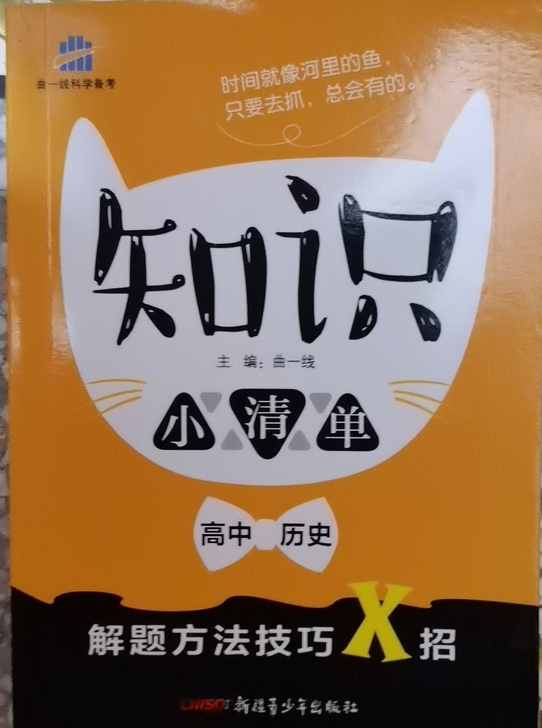 曲一线科学备考
时间就像河里的鱼，
只要去抓，总会有的。
知识
主 编：曲一线
小清单
高中 历史
解题方法技巧X招
新疆青少年出版社